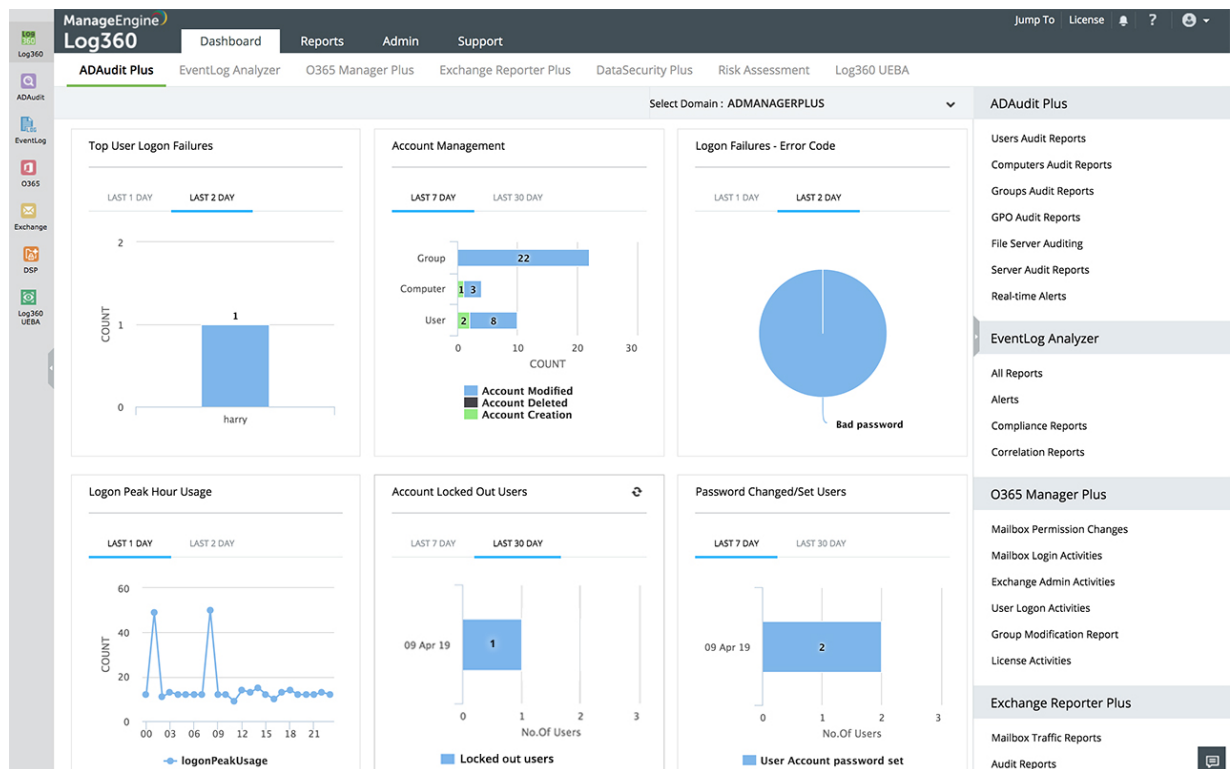 ManageEngine
Log360
Dashboard
Reports
Admin
Support
Jump To
License
?
Log
360
Log360
ADAudit
EventLog
O365
Exchange
DSP
Log360
UEBA
ADAudit Plus
EventLog Analyzer
O365 Manager Plus
Exchange Reporter Plus
DataSecurity Plus
Risk Assessment
Log360 UEBA
Select Domain : ADMANAGERPLUS
Top User Logon Failures
LAST 1 DAY
LAST 2 DAY
2
1
0
COUNT
1
harry
Account Management
LAST 7 DAY
LAST 30 DAY
Group
22
Computer
1 3
User
2 8
0 10 20 30
COUNT
Account Modified
Account Deleted
Account Creation
Logon Failures - Error Code
LAST 1 DAY
LAST 2 DAY
Bad password
Logon Peak Hour Usage
LAST 1 DAY
LAST 2 DAY
60
40
20
0
COUNT
00 03 06 09 12 15 18 21
logonPeakUsage
Account Locked Out Users
LAST 7 DAY
LAST 30 DAY
09 Apr 19
1
0 1 2 3
No.Of Users
Locked out users
Password Changed/Set Users
LAST 7 DAY
LAST 30 DAY
09 Apr 19
2
0 1 2 3
No.Of Users
User Account password set
ADAudit Plus
Users Audit Reports
Computers Audit Reports
Groups Audit Reports
GPO Audit Reports
File Server Auditing
Server Audit Reports
Real-time Alerts
EventLog Analyzer
All Reports
Alerts
Compliance Reports
Correlation Reports
O365 Manager Plus
Mailbox Permission Changes
Mailbox Login Activities
Exchange Admin Activities
User Logon Activities
Group Modification Report
License Activities
Exchange Reporter Plus
Mailbox Traffic Reports
Audit Reports